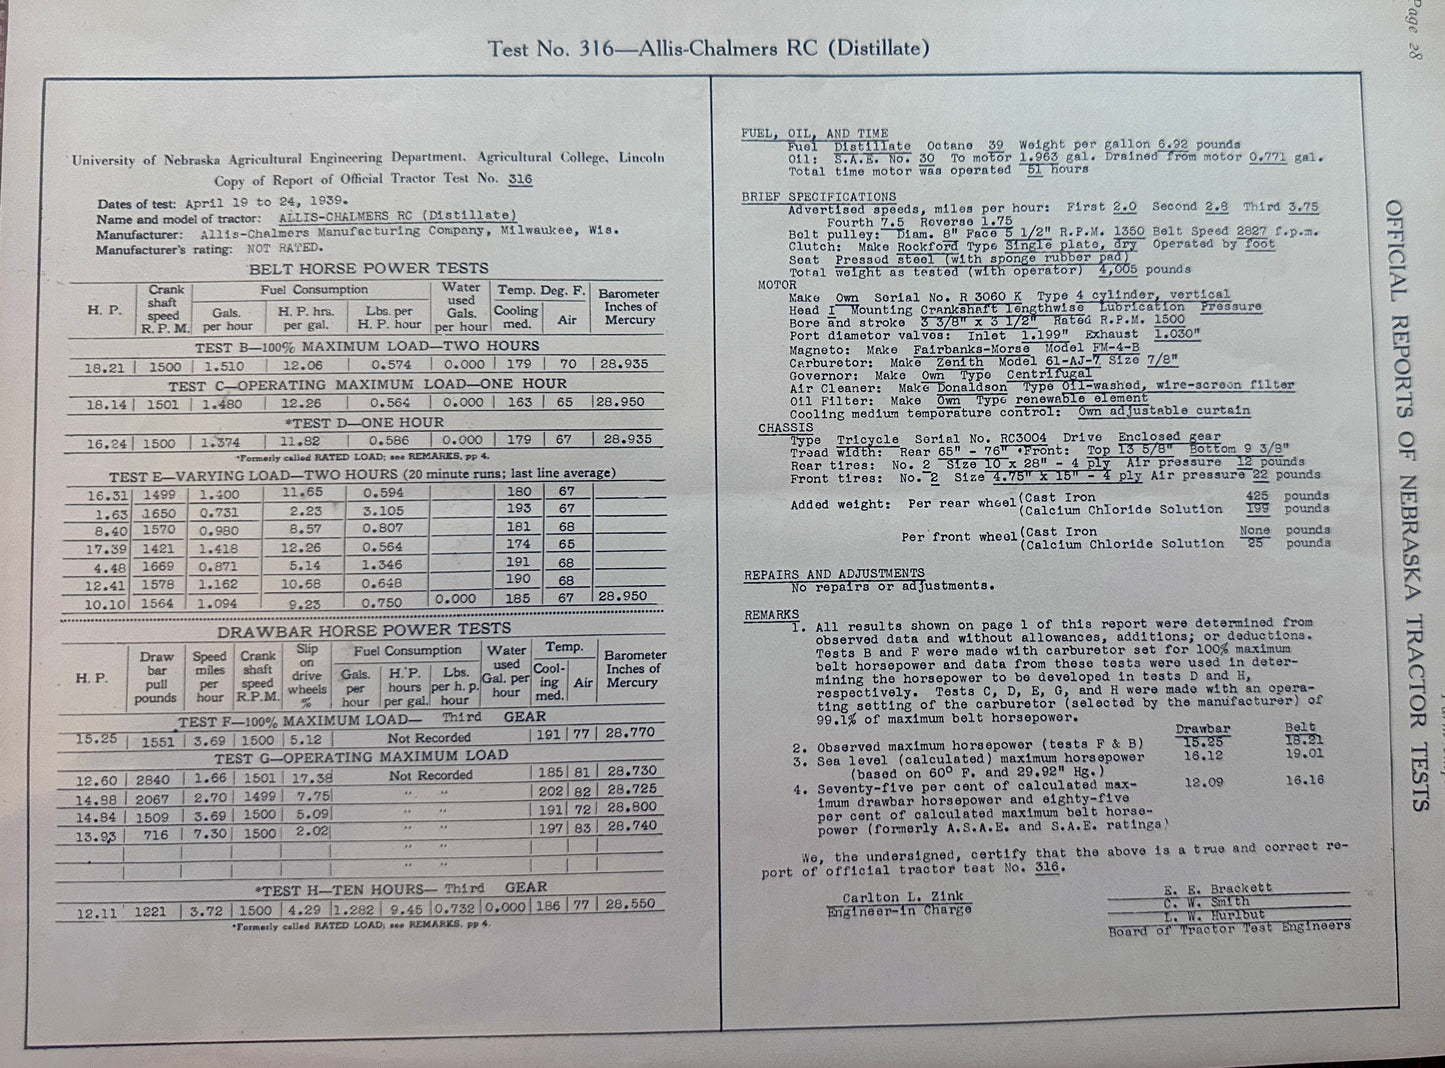 Page 28
Test No. 316—Allis-Chalmers RC (Distillate)
University of Nebraska Agricultural Engineering Department. Agricultural College, Lincoln
Copy of Report of Official Tractor Test No. 316
Dates of test: April 19 to 24, 1939.
Name and model of tractor: ALLIS-CHALMERS RC (Distillate)
Manufacturer: Allis-Chalmers Manufacturing Company, Milwaukee, Wis.
Manufacturer's rating: NOT RATED.
BELT HORSE POWER TESTS
H. P. | Crank shaft speed R.P.M. | Fuel Consumption | Gals. per hour | H. P. hrs. per gal. | Lbs. per H. P. hour | Water used Gals. per hour | Temp. Deg. F. | Cooling med. | Air | Barometer Inches of Mercury
TEST B—100% MAXIMUM LOAD—TWO HOURS
18.21 | 1500 | 1.510 | 12.06 | 0.574 | 0.000 | 179 | 70 | 28.935
TEST C—OPERATING MAXIMUM LOAD—ONE HOUR
18.14 | 1501 | 1.480 | 12.26 | 0.564 | 0.000 | 163 | 65 | 28.950
*TEST D—ONE HOUR
16.24 | 1500 | 1.374 | 11.82 | 0.586 | 0.000 | 179 | 67 | 28.935
*Formerly called RATED LOAD; see REMARKS, pp 4.
TEST E—VARYING LOAD—TWO HOURS (20 minute runs; last line average)
16.31 | 1499 | 1.400 | 11.65 | 0.594 | 180 | 67
1.63 | 1650 | 0.731 | 2.23 | 3.105 | 193 | 67
8.40 | 1570 | 0.980 | 8.57 | 0.807 | 181 | 68
17.39 | 1421 | 1.418 | 12.26 | 0.564 | 174 | 65
4.48 | 1669 | 0.871 | 5.14 | 1.346 | 191 | 68
12.41 | 1578 | 1.162 | 10.68 | 0.648 | 190 | 68
10.10 | 1564 | 1.094 | 9.23 | 0.750 | 0.000 | 185 | 67 | 28.950
DRAWBAR HORSE POWER TESTS
H. P. | Draw bar pull pounds | Speed miles per hour | Crank shaft speed R.P.M. | Slip on drive wheels % | Fuel Consumption | Gals. per hour | H.P. hours per gal. | Lbs. per h. p. hour | Water used Gal. per hour | Temp. | Cool-ing med. | Air | Barometer Inches of Mercury
TEST F—100% MAXIMUM LOAD— Third GEAR
15.25 | 1551 | 3.69 | 1500 | 5.12 | Not Recorded | 191 | 77 | 28.770
TEST G—OPERATING MAXIMUM LOAD
12.60 | 2840 | 1.66 | 1501 | 17.38 | Not Recorded | 185 | 81 | 28.730
14.98 | 2067 | 2.70 | 1499 | 7.75 | " " | 202 | 82 | 28.725
14.84 | 1509 | 3.69 | 1500 | 5.09 | " " | 191 | 72 | 28.800
13.93 | 716 | 7.30 | 1500 | 2.02 | " " | 197 | 83 | 28.740
" "
" "
*TEST H—TEN HOURS— Third GEAR
12.11 | 1221 | 3.72 | 1500 | 4.29 | 1.282 | 9.45 | 0.732 | 0.000 | 186 | 77 | 28.550
*Formerly called RATED LOAD; see REMARKS, pp 4.
FUEL, OIL, AND TIME
Fuel Distillate Octane 39 Weight per gallon 6.92 pounds
Oil: S.A.E. No. 30 To motor 1.963 gal. Drained from motor 0.771 gal.
Total time motor was operated 51 hours
BRIEF SPECIFICATIONS
Advertised speeds, miles per hour: First 2.0 Second 2.8 Third 3.75
Fourth 7.5 Reverse 1.75
Belt pulley: Diam. 8" Face 5 1/2" R.P.M. 1350 Belt Speed 2827 f.p.m.
Clutch: Make Rockford Type Single plate, dry Operated by foot
Seat Pressed steel (with sponge rubber pad)
Total weight as tested (with operator) 4,005 pounds
MOTOR
Make Own Serial No. R 3060 K Type 4 cylinder, vertical
Head I Mounting Crankshaft lengthwise Lubrication Pressure
Bore and stroke 3 3/8" x 3 1/2" Rated R.P.M. 1500
Port diameter valves: Inlet 1.199" Exhaust 1.030"
Magneto: Make Fairbanks-Morse Model FM-4-B
Carburetor: Make Zenith Model 61-AJ-7 Size 7/8"
Governor: Make Own Type Centrifugal
Air Cleaner: Make Donaldson Type Oil-washed, wire-screen filter
Oil Filter: Make Own Type renewable element
Cooling medium temperature control: Own adjustable curtain
CHASSIS
Type Tricycle Serial No. RC3004 Drive Enclosed gear
Tread width: Rear 65" - 76" Front: Top 13 5/8" Bottom 9 3/8"
Rear tires: No. 2 Size 10 x 28" - 4 ply Air pressure 12 pounds
Front tires: No. 2 Size 4.75" x 15" - 4 ply Air pressure 22 pounds
Added weight: Per rear wheel (Cast Iron 425 pounds
(Calcium Chloride Solution 199 pounds
Per front wheel (Cast Iron None pounds
(Calcium Chloride Solution 25 pounds
REPAIRS AND ADJUSTMENTS
No repairs or adjustments.
REMARKS
1. All results shown on page 1 of this report were determined from
observed data and without allowances, additions; or deductions.
Tests B and F were made with carburetor set for 100% maximum
belt horsepower and data from these tests were used in deter-
mining the horsepower to be developed in tests D and H,
respectively. Tests C, D, E, G, and H were made with an opera-
ting setting of the carburetor (selected by the manufacturer) of
99.1% of maximum belt horsepower.
Drawbar Belt
2. Observed maximum horsepower (tests F & B) 15.25 18.21
3. Sea level (calculated) maximum horsepower 16.12 19.01
(based on 60° F. and 29.92" Hg.)
4. Seventy-five per cent of calculated max- 12.09 16.16
imum drawbar horsepower and eighty-five
per cent of calculated maximum belt horse-
power (formerly A.S.A.E. and S.A.E. ratings)
We, the undersigned, certify that the above is a true and correct re-
port of official tractor test No. 316.
Carlton L. Zink
Engineer-in Charge
E. E. Brackett
C. W. Smith
L. W. Hurlbut
Board of Tractor Test Engineers
OFFICIAL REPORTS OF NEBRASKA TRACTOR TESTS